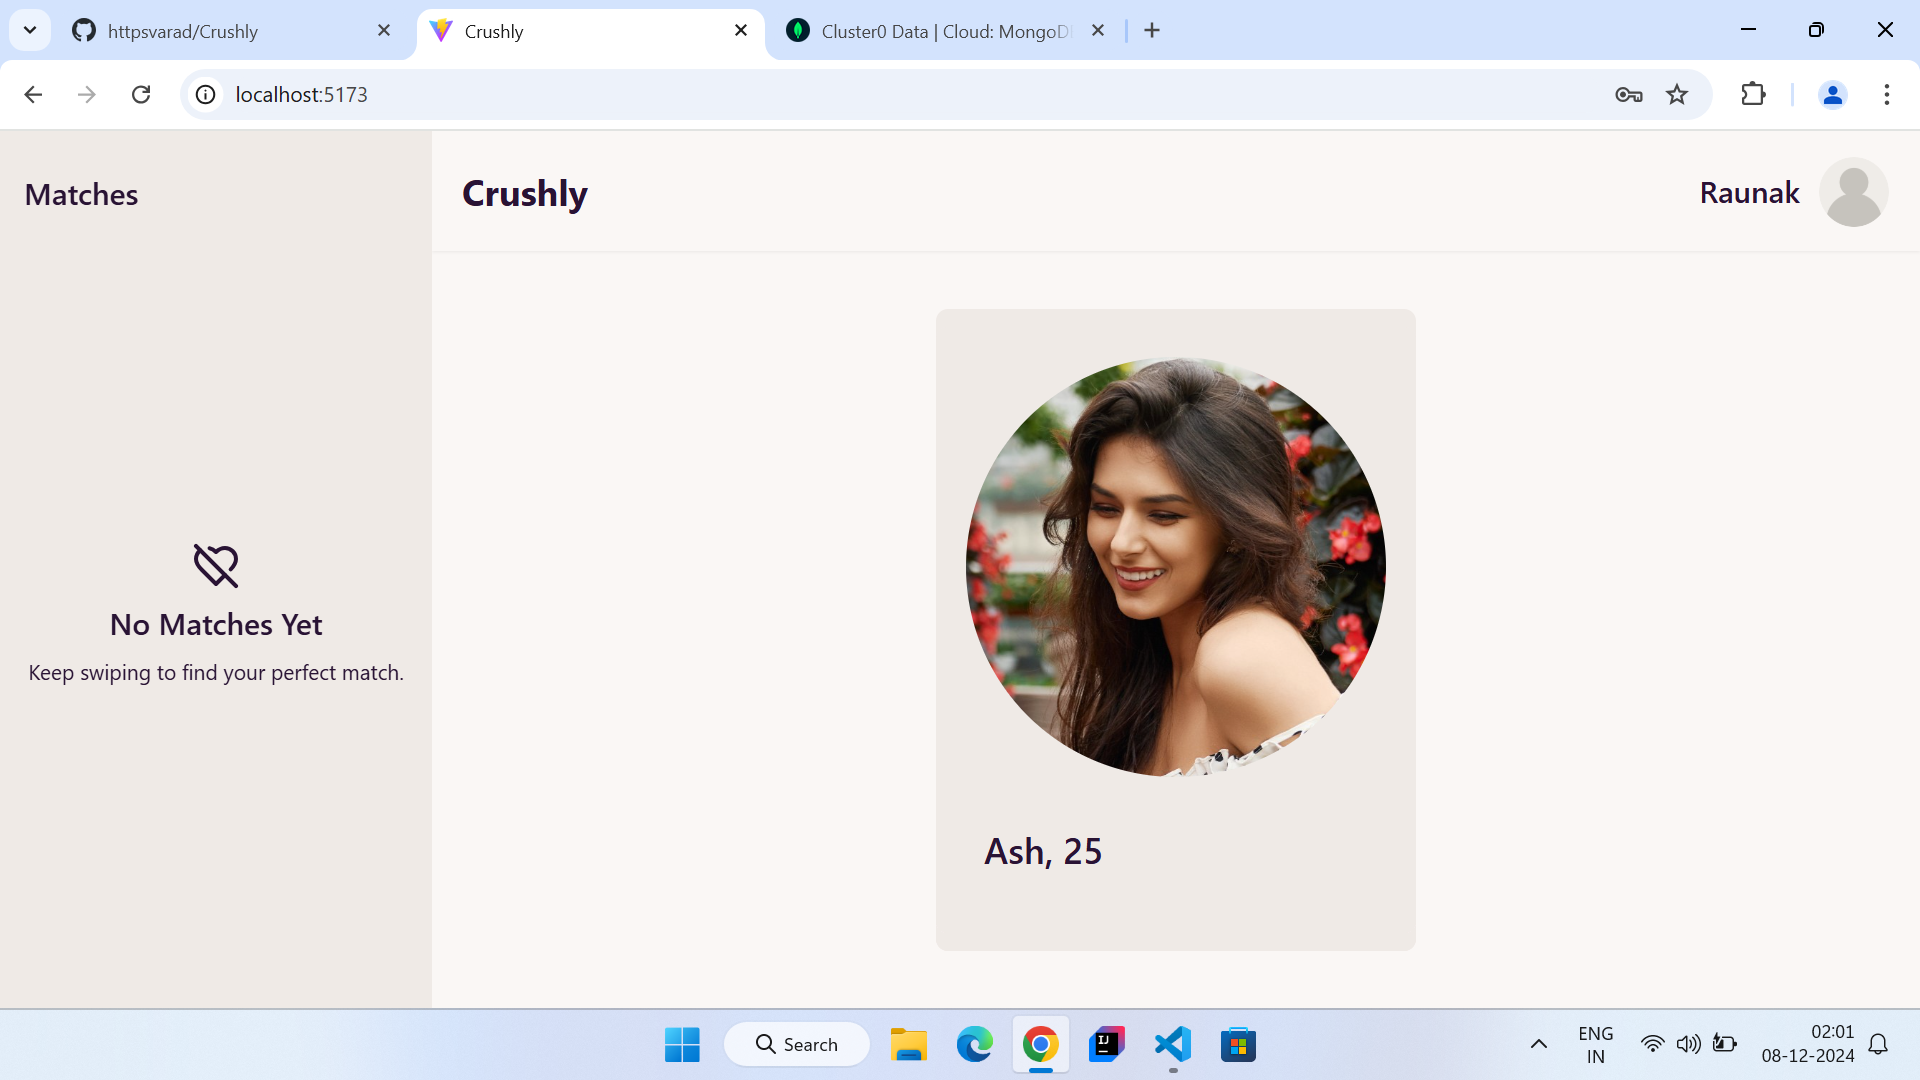 httpsvarad/Crushly
Crushly
Cluster0 Data | Cloud: MongoD
localhost:5173
Matches
Crushly
Raunak
No Matches Yet
Keep swiping to find your perfect match.
Ash, 25
Search
IJ
ENG
IN
02:01
08-12-2024